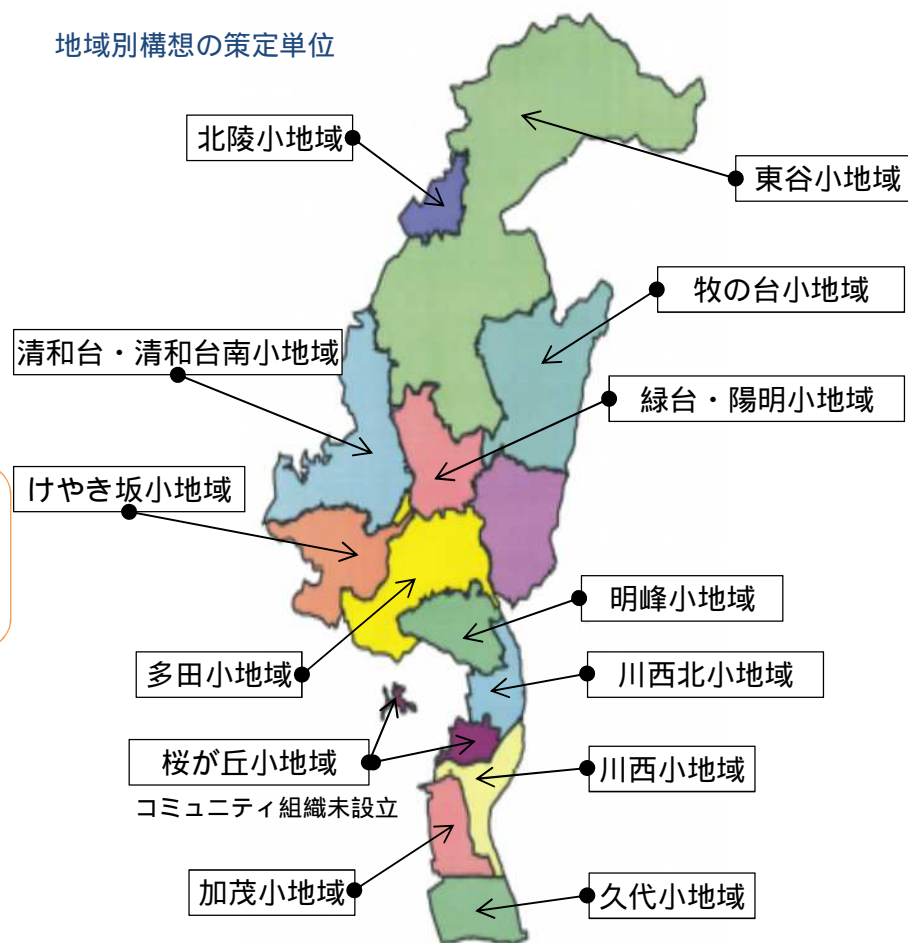 地域別構想の策定単位
北陵小地域
東谷小地域
牧の台小地域
清和台・清和台南小地域
緑台・陽明小地域
けやき坂小地域
明峰小地域
多田小地域
川西北小地域
桜が丘小地域
コミュニティ組織未設立
川西小地域
加茂小地域
久代小地域